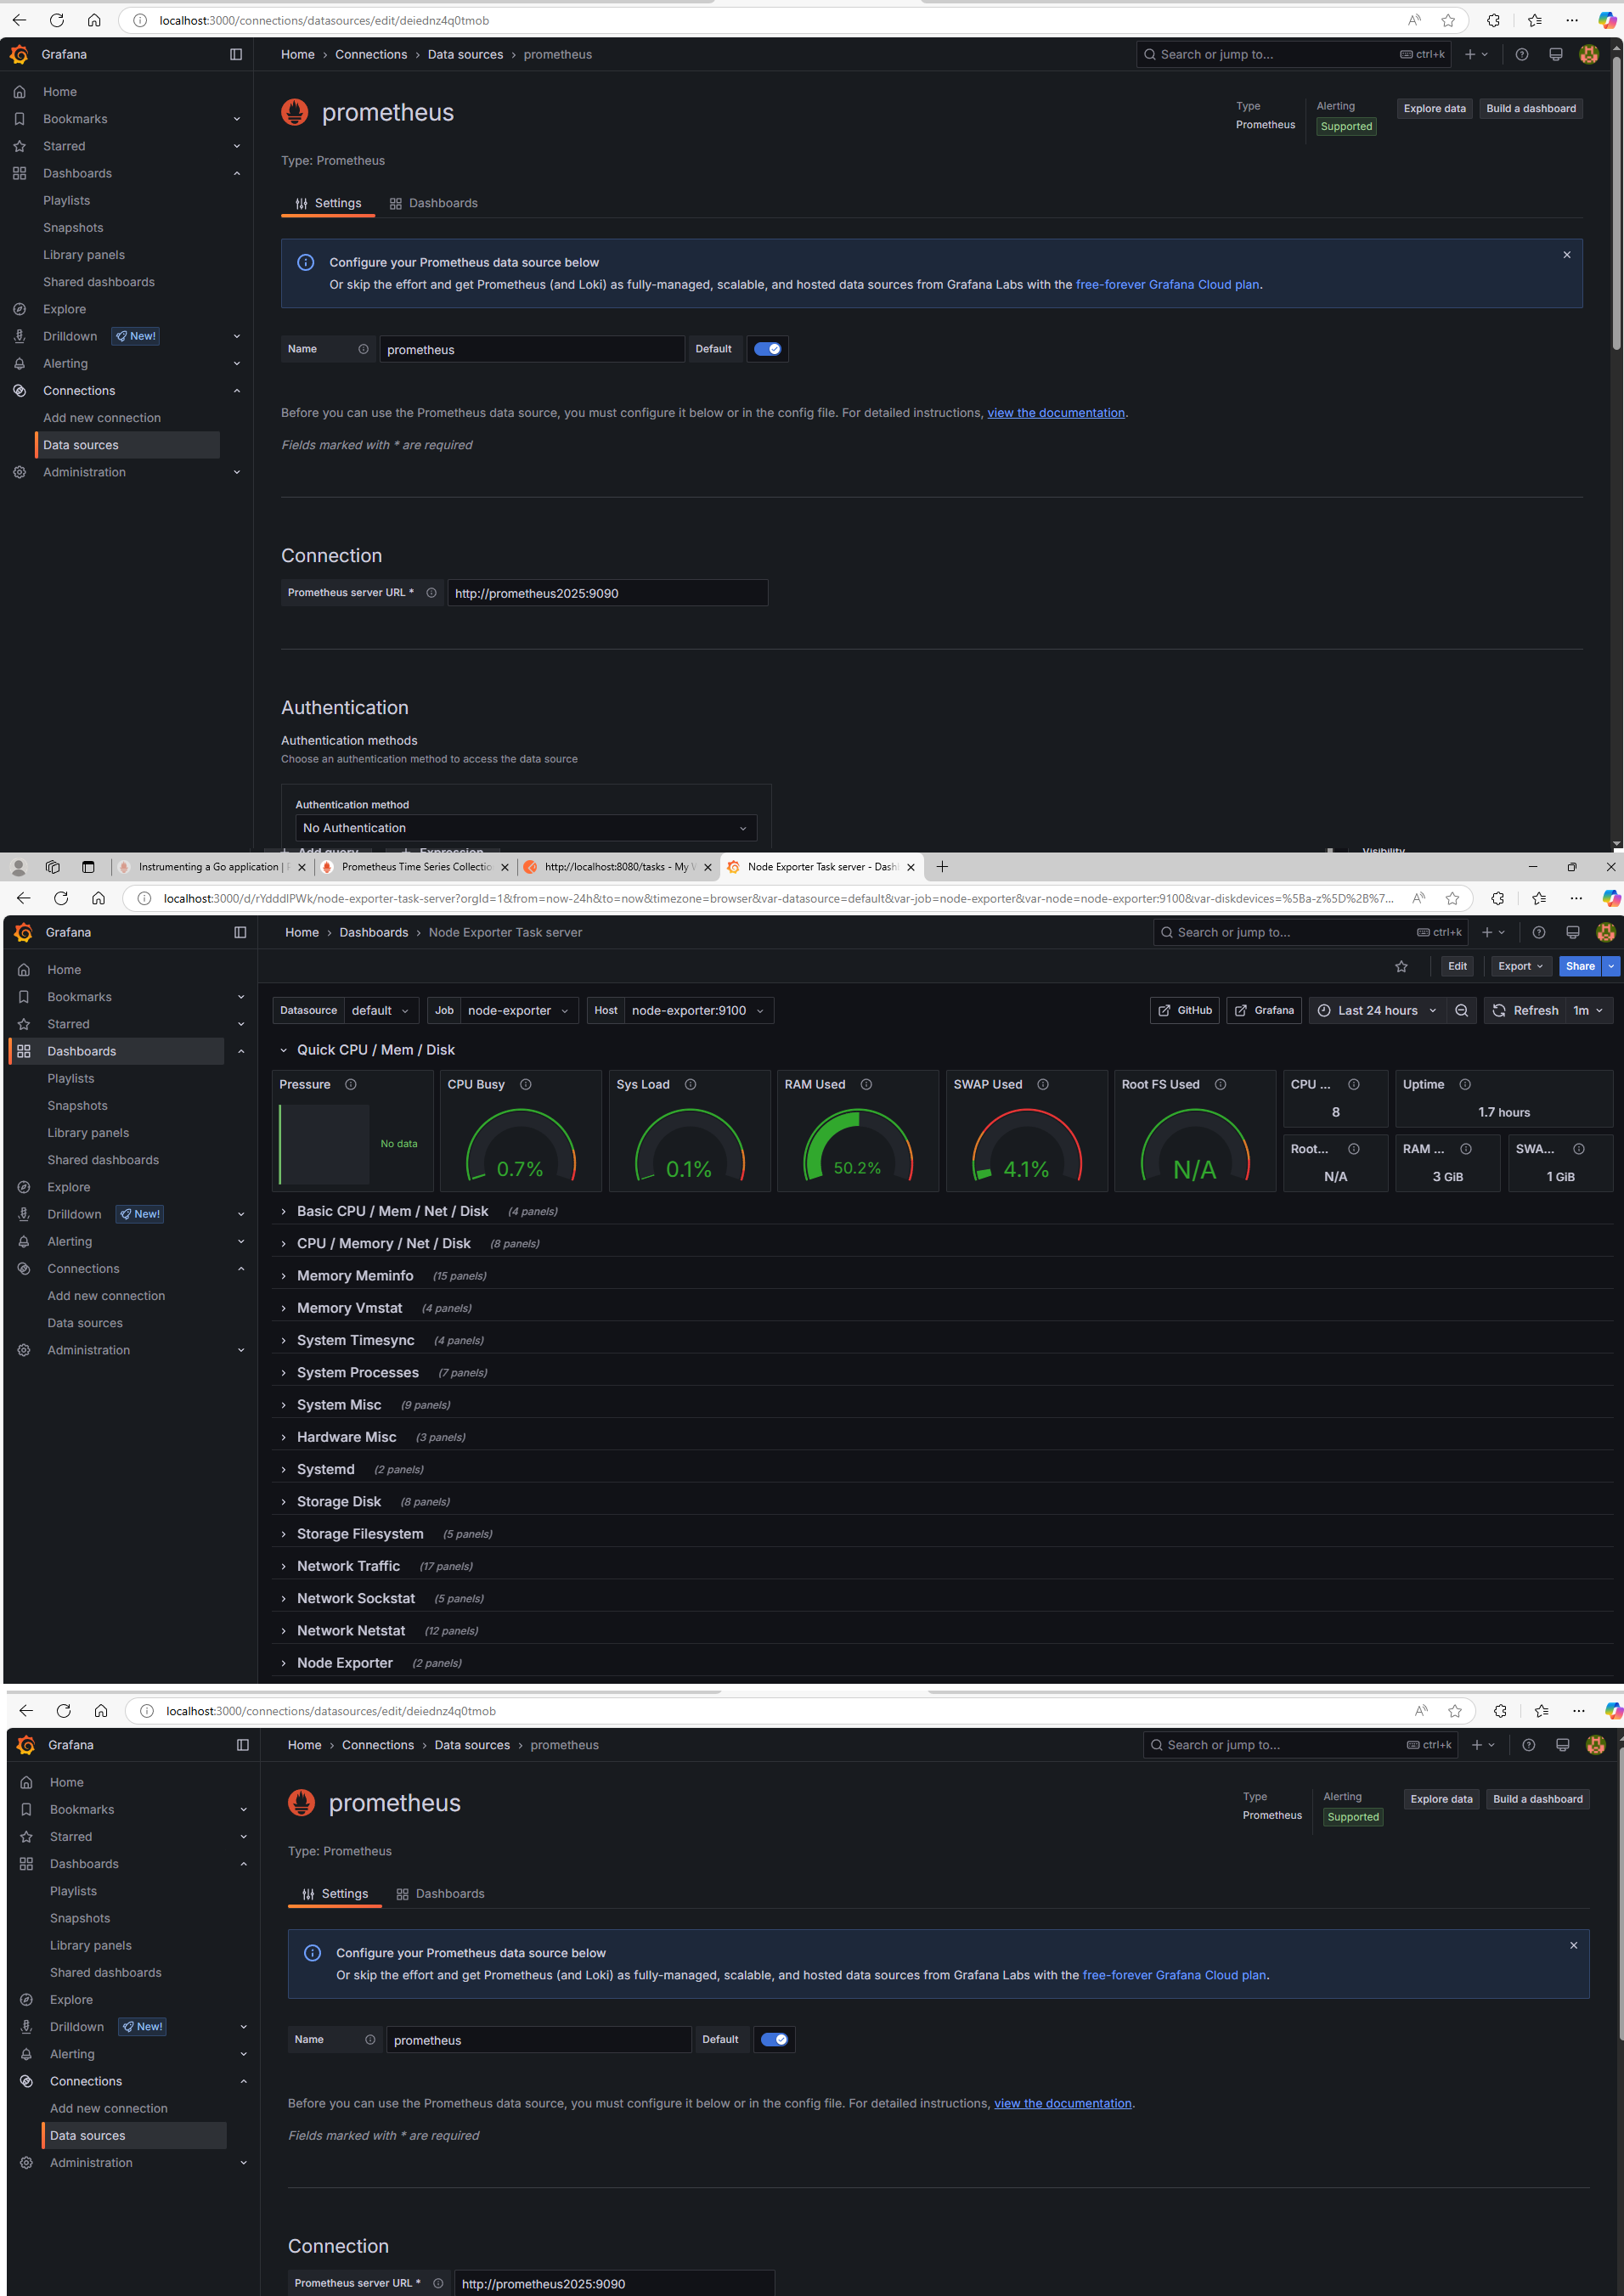 localhost:3000/connections/datasources/edit/deiednz4q0tmob
Grafana
Home › Connections › Data sources › prometheus
Search or jump to... ctrl+k
Home
Bookmarks
Starred
Dashboards
Playlists
Snapshots
Library panels
Shared dashboards
Explore
Drilldown New!
Alerting
Connections
Add new connection
Data sources
Administration
prometheus
Type
Prometheus
Alerting
Supported
Explore data
Build a dashboard
Type: Prometheus
Settings
Dashboards
Configure your Prometheus data source below
Or skip the effort and get Prometheus (and Loki) as fully-managed, scalable, and hosted data sources from Grafana Labs with the free-forever Grafana Cloud plan.
Name prometheus Default
Before you can use the Prometheus data source, you must configure it below or in the config file. For detailed instructions, view the documentation.
Fields marked with * are required
Connection
Prometheus server URL * http://prometheus2025:9090
Authentication
Authentication methods
Choose an authentication method to access the data source
Authentication method
No Authentication
+ Add query + Expression Visibility
Instrumenting a Go application |
Prometheus Time Series Collectio
http://localhost:8080/tasks - My
Node Exporter Task server - Dash
localhost:3000/d/rYdddlPWk/node-exporter-task-server?orgId=1&from=now-24h&to=now&timezone=browser&var-datasource=default&var-job=node-exporter&var-node=node-exporter:9100&var-diskdevices=%5Ba-z%5D%2B%7...
Grafana
Home › Dashboards › Node Exporter Task server
Search or jump to... ctrl+k
Edit Export Share
Home
Bookmarks
Starred
Dashboards
Playlists
Snapshots
Library panels
Shared dashboards
Explore
Drilldown New!
Alerting
Connections
Add new connection
Data sources
Administration
Datasource default Job node-exporter Host node-exporter:9100
GitHub Grafana Last 24 hours Refresh 1m
Quick CPU / Mem / Disk
Pressure
No data
CPU Busy
0.7%
Sys Load
0.1%
RAM Used
50.2%
SWAP Used
4.1%
Root FS Used
N/A
CPU ...
8
Uptime
1.7 hours
Root...
N/A
RAM ...
3 GiB
SWA...
1 GiB
Basic CPU / Mem / Net / Disk (4 panels)
CPU / Memory / Net / Disk (8 panels)
Memory Meminfo (15 panels)
Memory Vmstat (4 panels)
System Timesync (4 panels)
System Processes (7 panels)
System Misc (9 panels)
Hardware Misc (3 panels)
Systemd (2 panels)
Storage Disk (8 panels)
Storage Filesystem (5 panels)
Network Traffic (17 panels)
Network Sockstat (5 panels)
Network Netstat (12 panels)
Node Exporter (2 panels)
localhost:3000/connections/datasources/edit/deiednz4q0tmob
Grafana
Home › Connections › Data sources › prometheus
Search or jump to... ctrl+k
Home
Bookmarks
Starred
Dashboards
Playlists
Snapshots
Library panels
Shared dashboards
Explore
Drilldown New!
Alerting
Connections
Add new connection
Data sources
Administration
prometheus
Type
Prometheus
Alerting
Supported
Explore data
Build a dashboard
Type: Prometheus
Settings
Dashboards
Configure your Prometheus data source below
Or skip the effort and get Prometheus (and Loki) as fully-managed, scalable, and hosted data sources from Grafana Labs with the free-forever Grafana Cloud plan.
Name prometheus Default
Before you can use the Prometheus data source, you must configure it below or in the config file. For detailed instructions, view the documentation.
Fields marked with * are required
Connection
Prometheus server URL * http://prometheus2025:9090